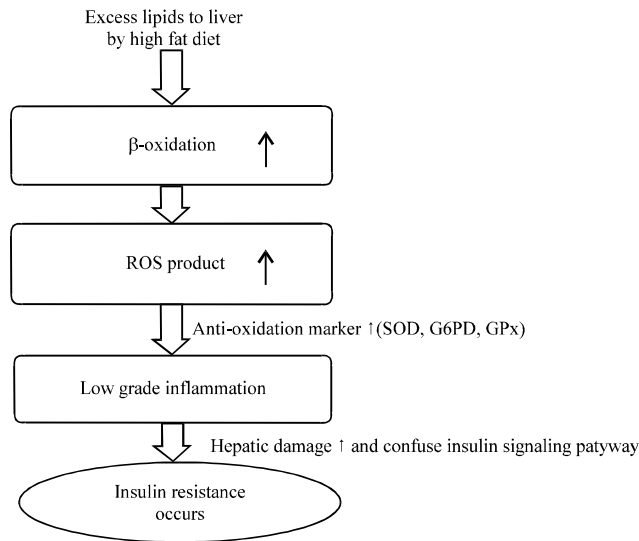 Excess lipids to liver
by high fat diet
β-oxidation ↑
ROS product ↑
Anti-oxidation marker ↑(SOD, G6PD, GPx)
Low grade inflammation
Hepatic damage ↑ and confuse insulin signaling patyway
Insulin resistance
occurs